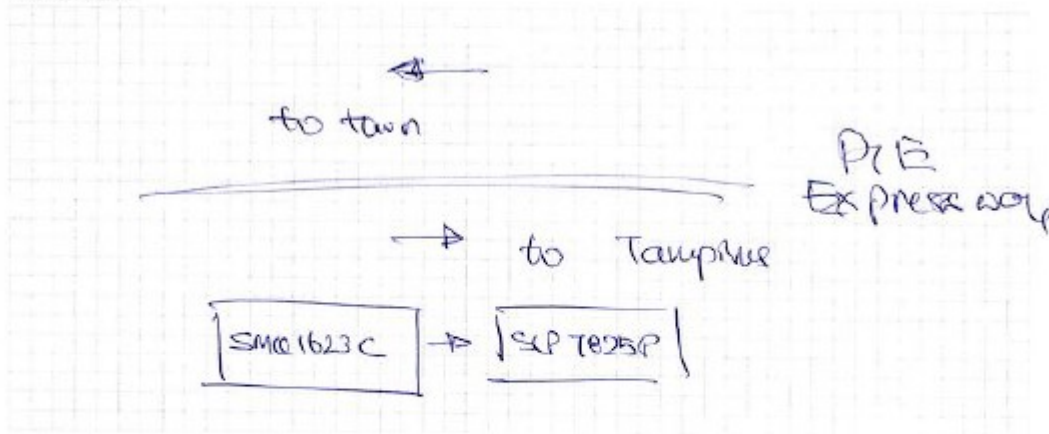 to town
PIE
Expressway
to Tampines
SMQ1623C
SLP7825P